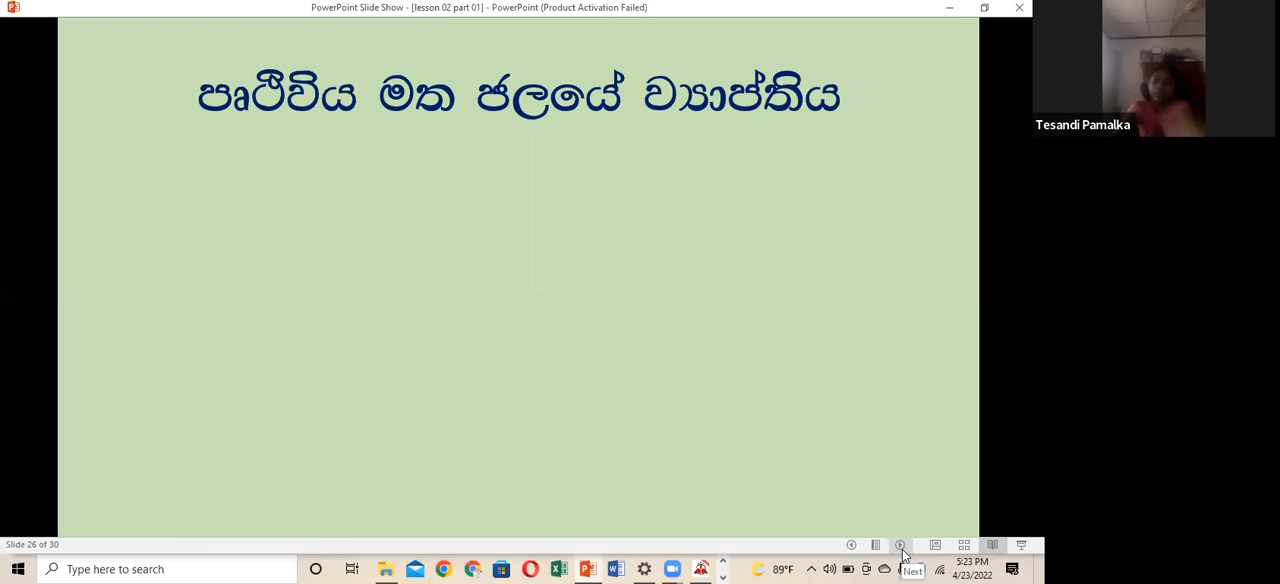 PowerPoint Slide Show - [lesson 02 part 01] - PowerPoint (Product Activation Failed)
පෘථිවිය මත ජලයේ ව්‍යාප්තිය
Tesandi Pamalka
Slide 26 of 30
Next
Type here to search
89°F
5:23 PM
4/23/2022